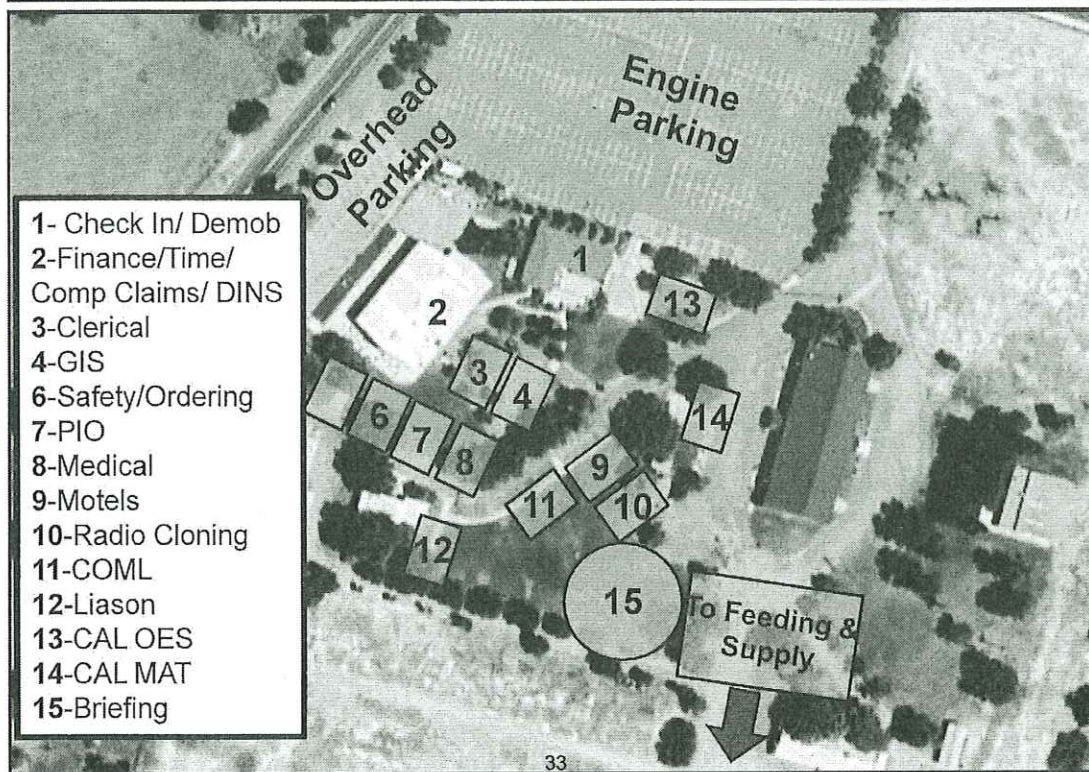 Engine
Parking
Overhead
Parking
1- Check In/ Demob
2-Finance/Time/
Comp Claims/ DINS
3-Clerical
4-GIS
6-Safety/Ordering
7-PIO
8-Medical
9-Motels
10-Radio Cloning
11-COML
12-Liason
13-CAL OES
14-CAL MAT
15-Briefing
1
2
13
3
4
14
6
7
8
9
10
11
12
15
To Feeding &
Supply
33